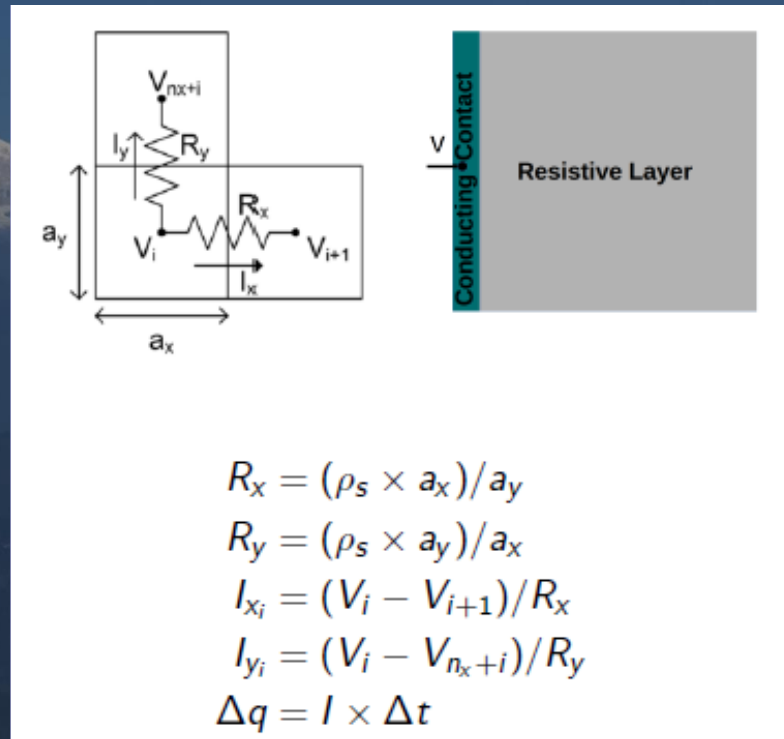 V_{nx+i}
I_y
R_y
a_y
R_x
V_i
V_{i+1}
I_x
a_x
V
Conducting Contact
Resistive Layer
R_x = (ρ_s × a_x)/a_y
R_y = (ρ_s × a_y)/a_x
I_{x_i} = (V_i − V_{i+1})/R_x
I_{y_i} = (V_i − V_{n_x+i})/R_y
Δq = I × Δt